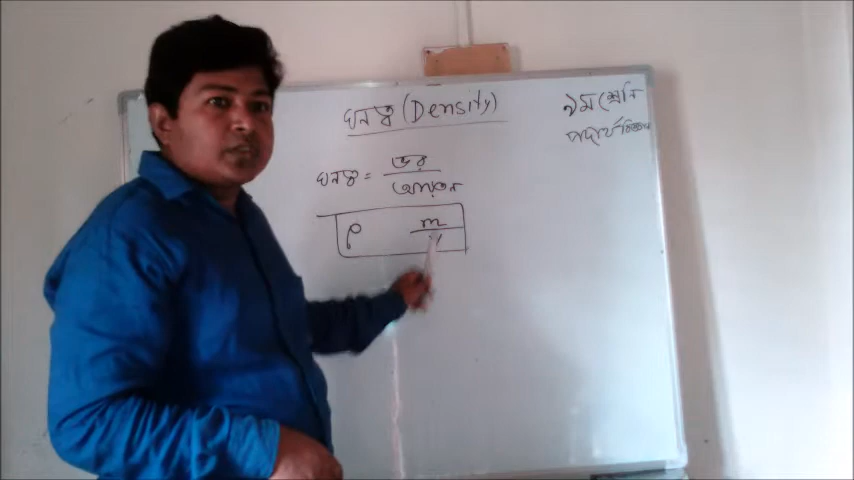 ঘনত্ব (Density)
৯ম শ্রেনি
পদার্থবিজ্ঞান
ঘনত্ব = ভর / আয়তন
ρ m / V